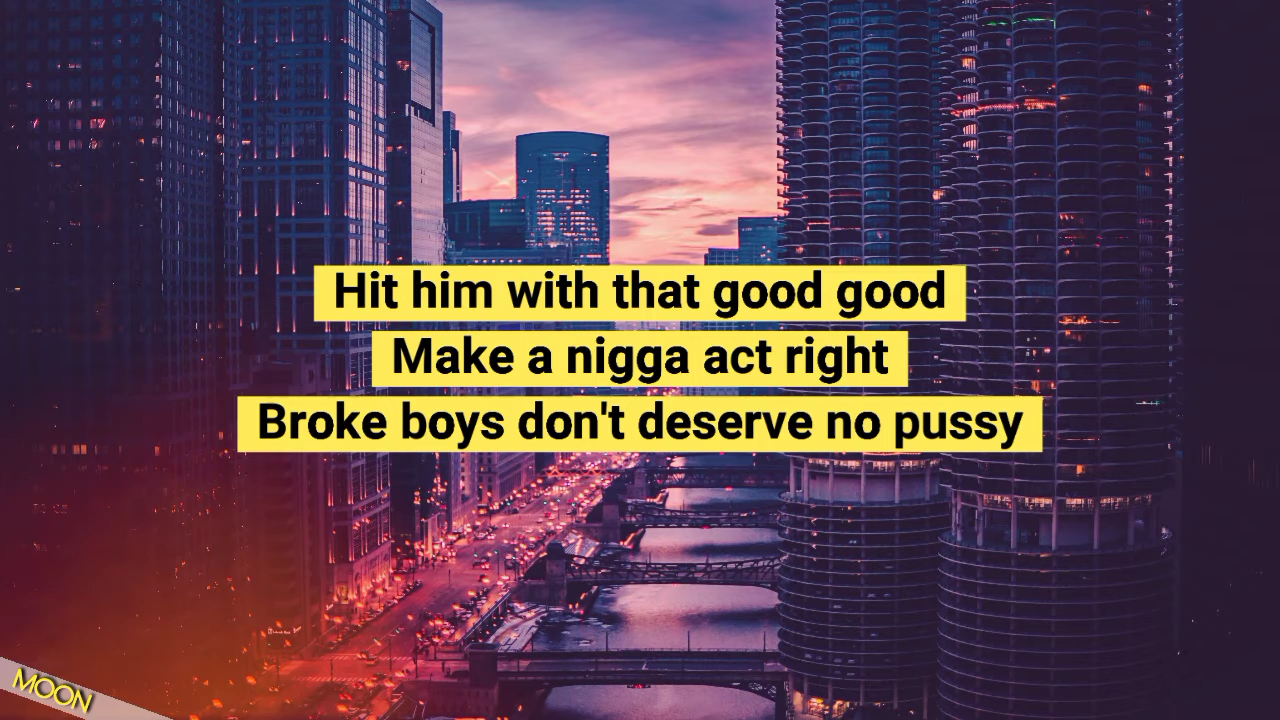 Hit him with that good good
Make a nigga act right
Broke boys don't deserve no pussy
MOON